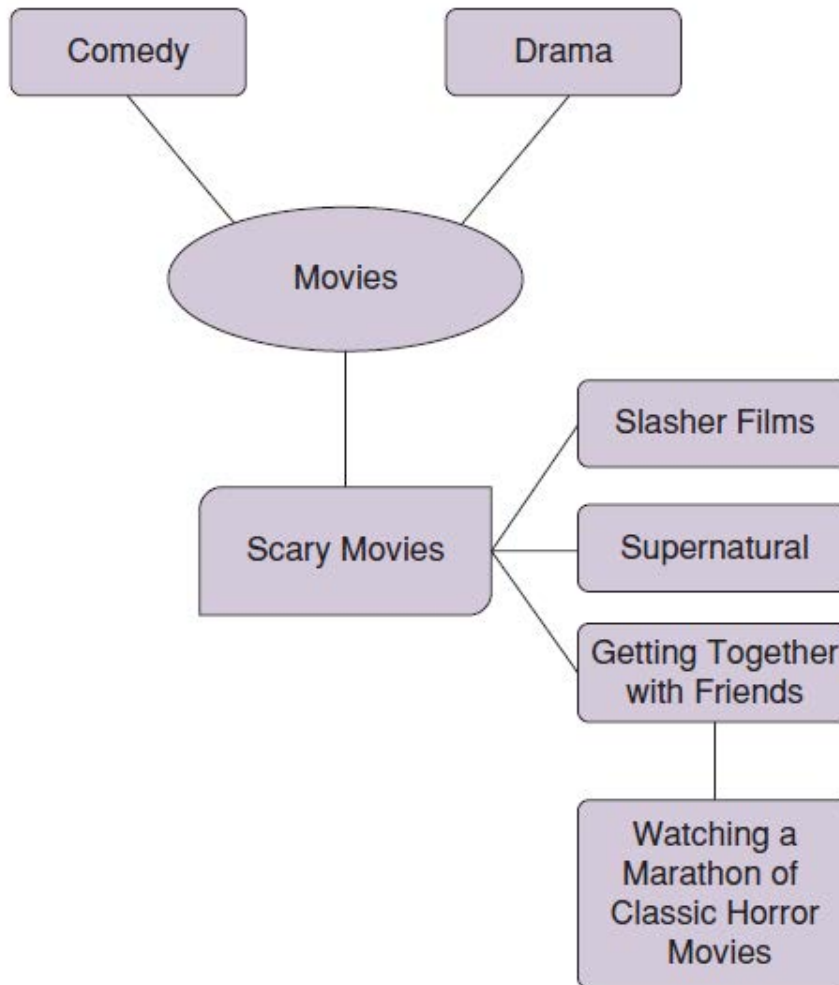 Comedy
Drama
Movies
Slasher Films
Scary Movies
Supernatural
Getting Together
with Friends
Watching a
Marathon of
Classic Horror
Movies